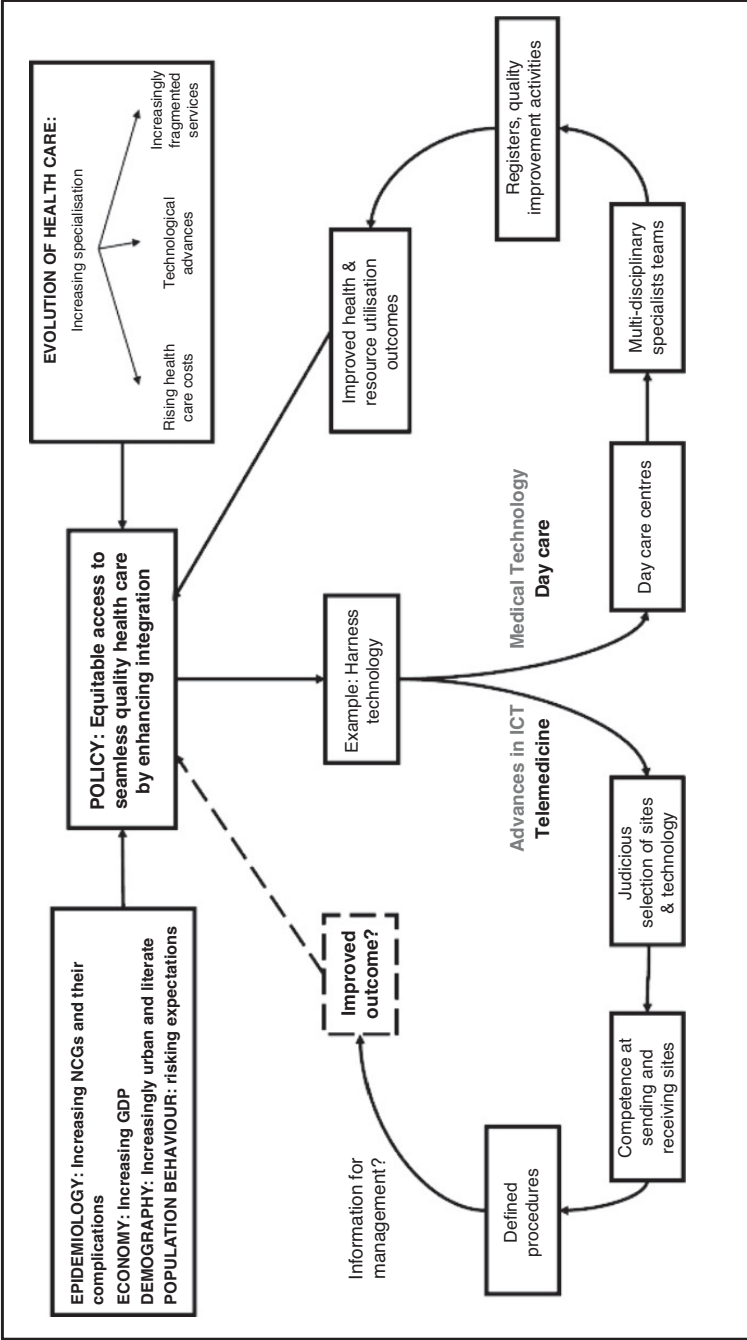 EPIDEMIOLOGY: Increasing NCGs and their
complications
ECONOMY: Increasing GDP
DEMOGRAPHY: Increasingly urban and literate
POPULATION BEHAVIOUR: risking expectations
POLICY: Equitable access to
seamless quality health care
by enhancing integration
EVOLUTION OF HEALTH CARE:
Increasing specialisation
Rising health
care costs
Technological
advances
Increasingly
fragmented
services
Information for
management?
Improved
outcome?
Example: Harness
technology
Improved health &
resource utilisation
outcomes
Advances in ICT
Telemedicine
Medical Technology
Day care
Defined
procedures
Registers, quality
improvement activities
Competence at
sending and
receiving sites
Judicious
selection of sites
& technology
Day care centres
Multi-disciplinary
specialists teams